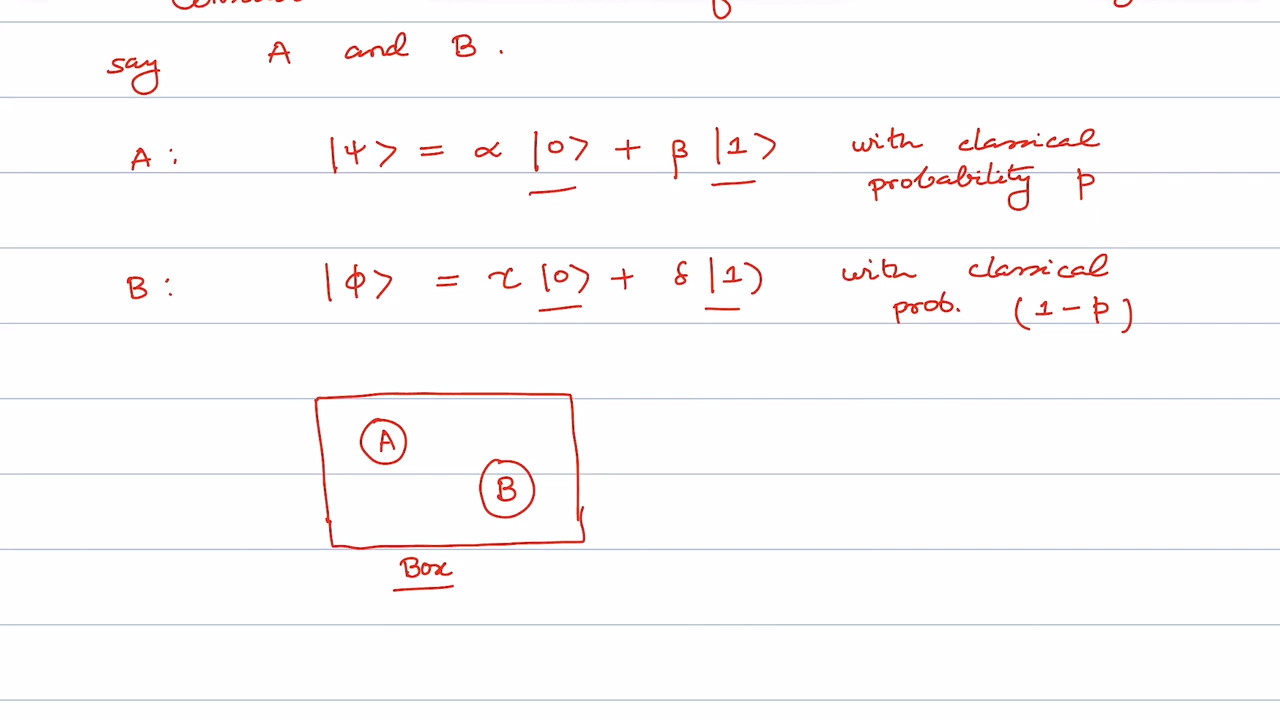 say A and B .
A : |ψ> = α |0> + β |1> with classical
probability p
B : |ϕ> = τ |0> + δ |1) with classical
prob. (1 - p)
A
B
Box